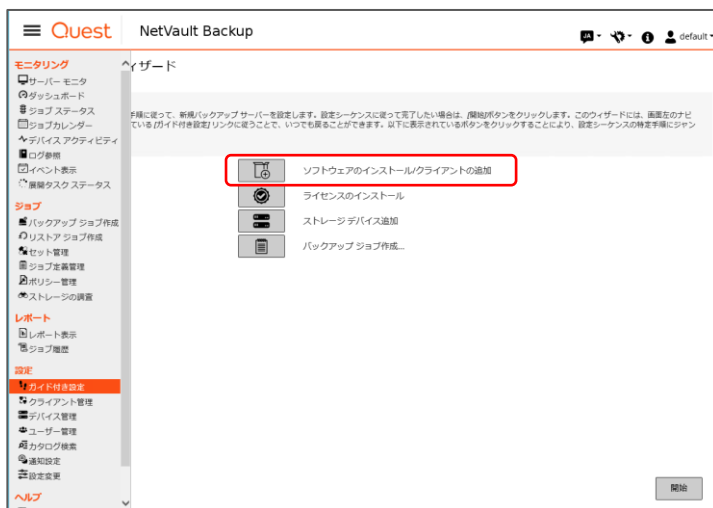 Quest NetVault Backup
JA default
モニタリング
サーバー モニタ
ダッシュボード
ジョブ ステータス
ジョブカレンダー
デバイス アクティビティ
ログ参照
イベント表示
展開タスク ステータス
ジョブ
バックアップ ジョブ作成
リストア ジョブ作成
セット管理
ジョブ定義管理
ポリシー管理
ストレージの調査
レポート
レポート表示
ジョブ履歴
設定
ガイド付き設定
クライアント管理
デバイス管理
ユーザー管理
カタログ検索
通知設定
設定変更
ヘルプ
ィザード
手順に従って、新規バックアップ サーバーを設定します。設定シーケンスに従って完了したい場合は、[開始]ボタンをクリックします。このウィザードには、画面左のナビ
ている[ガイド付き設定]リンクに従うことで、いつでも戻ることができます。以下に表示されているボタンをクリックすることにより、設定シーケンスの特定手順にジャン
ソフトウェアのインストール/クライアントの追加
ライセンスのインストール
ストレージ デバイス追加
バックアップ ジョブ作成...
開始